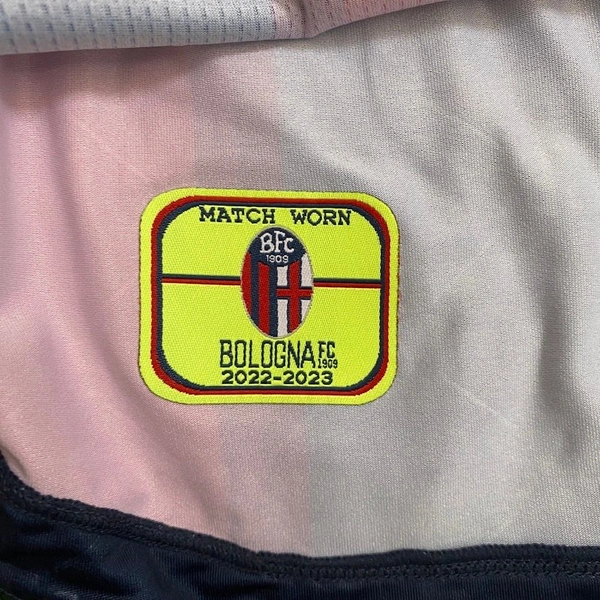 MATCH WORN
BFC
1909
BOLOGNA FC 1909
2022-2023